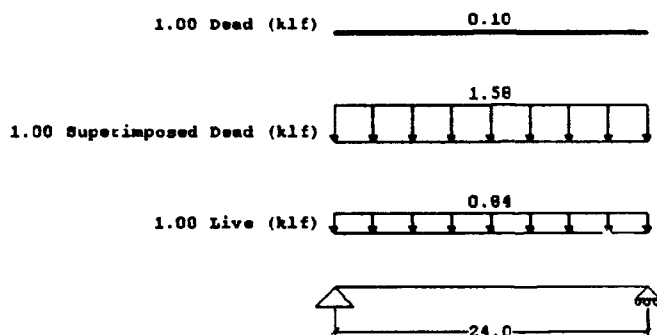 0.10
1.00 Dead (klf)
1.58
1.00 Superimposed Dead (klf)
0.84
1.00 Live (klf)
24.0